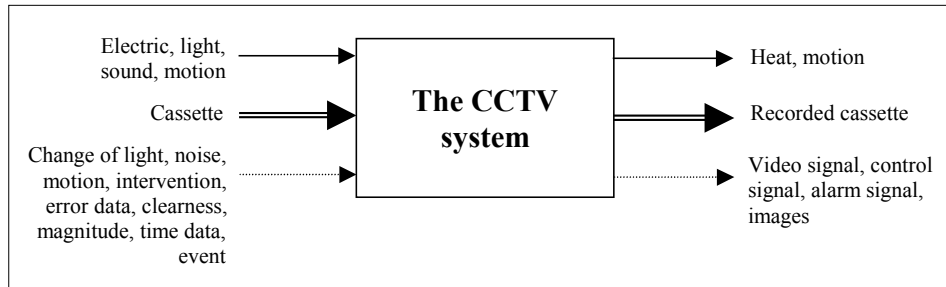 Electric, light,
sound, motion
Cassette
Change of light, noise,
motion, intervention,
error data, clearness,
magnitude, time data,
event
The CCTV
system
Heat, motion
Recorded cassette
Video signal, control
signal, alarm signal,
images